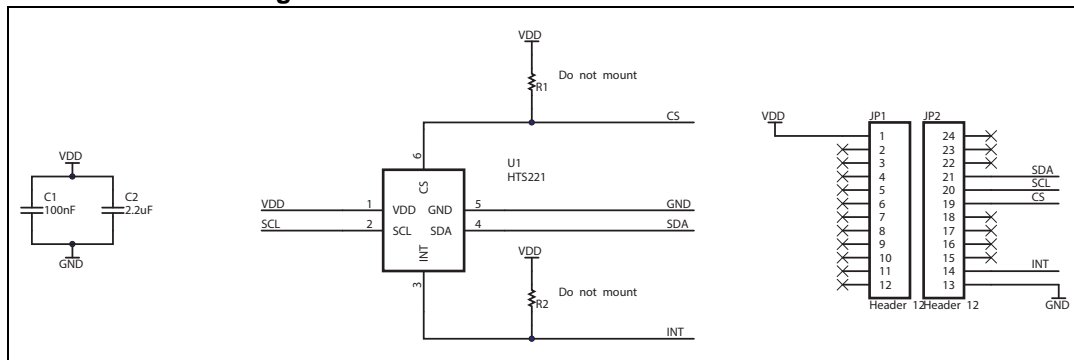 VDD
R1
Do not mount
CS
6
U1
HTS221
CS
VDD
C1
100nF
C2
2.2uF
GND
VDD
1
VDD
GND
5
GND
SCL
2
SCL
SDA
4
SDA
INT
3
VDD
R2
Do not mount
INT
VDD
JP1
JP2
1
24
2
23
3
22
4
21
SDA
5
20
SCL
6
19
CS
7
18
8
17
9
16
10
15
11
14
INT
12
13
GND
Header 12
Header 12